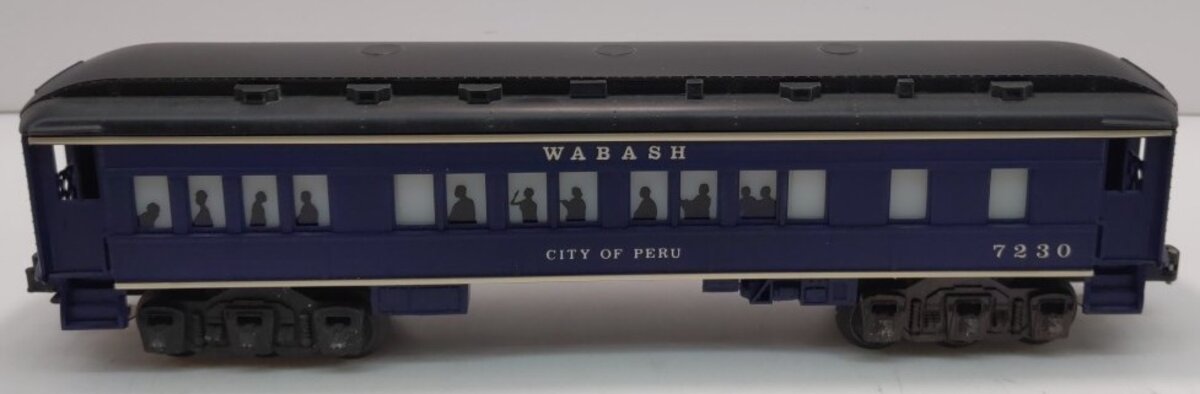 WABASH
CITY OF PERU
7230